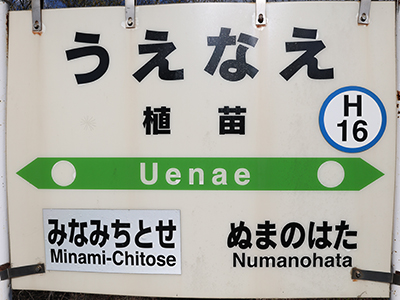 うえなえ
植苗
H
16
Uenae
みなみちとせ
Minami-Chitose
ぬまのはた
Numanohata